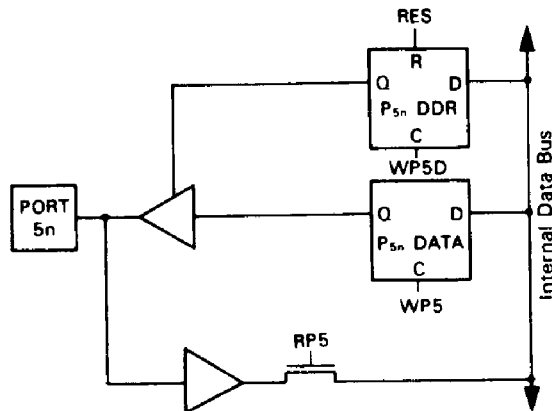 RES
R
Q D
P5n DDR
C
WP5D
PORT
5n
Q D
P5n DATA
C
WP5
RP5
Internal Data Bus